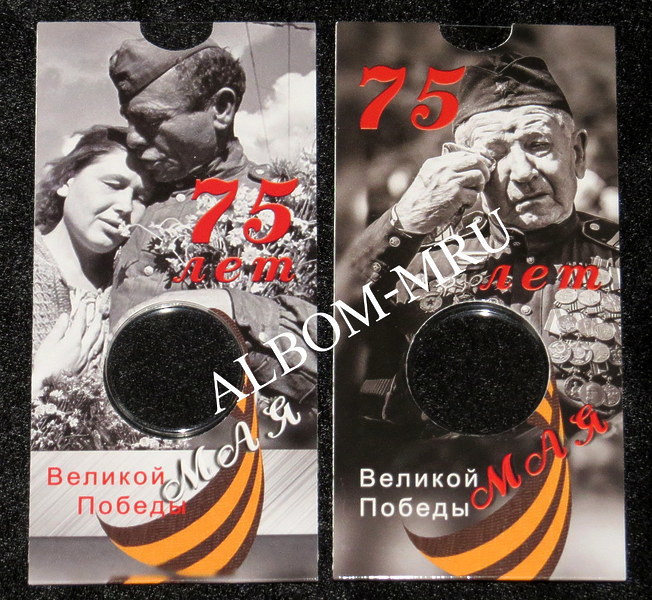 75
лет
МАЯ
Великой
Победы
75
лет
МАЯ
Великой
Победы
ALBOM-MRU